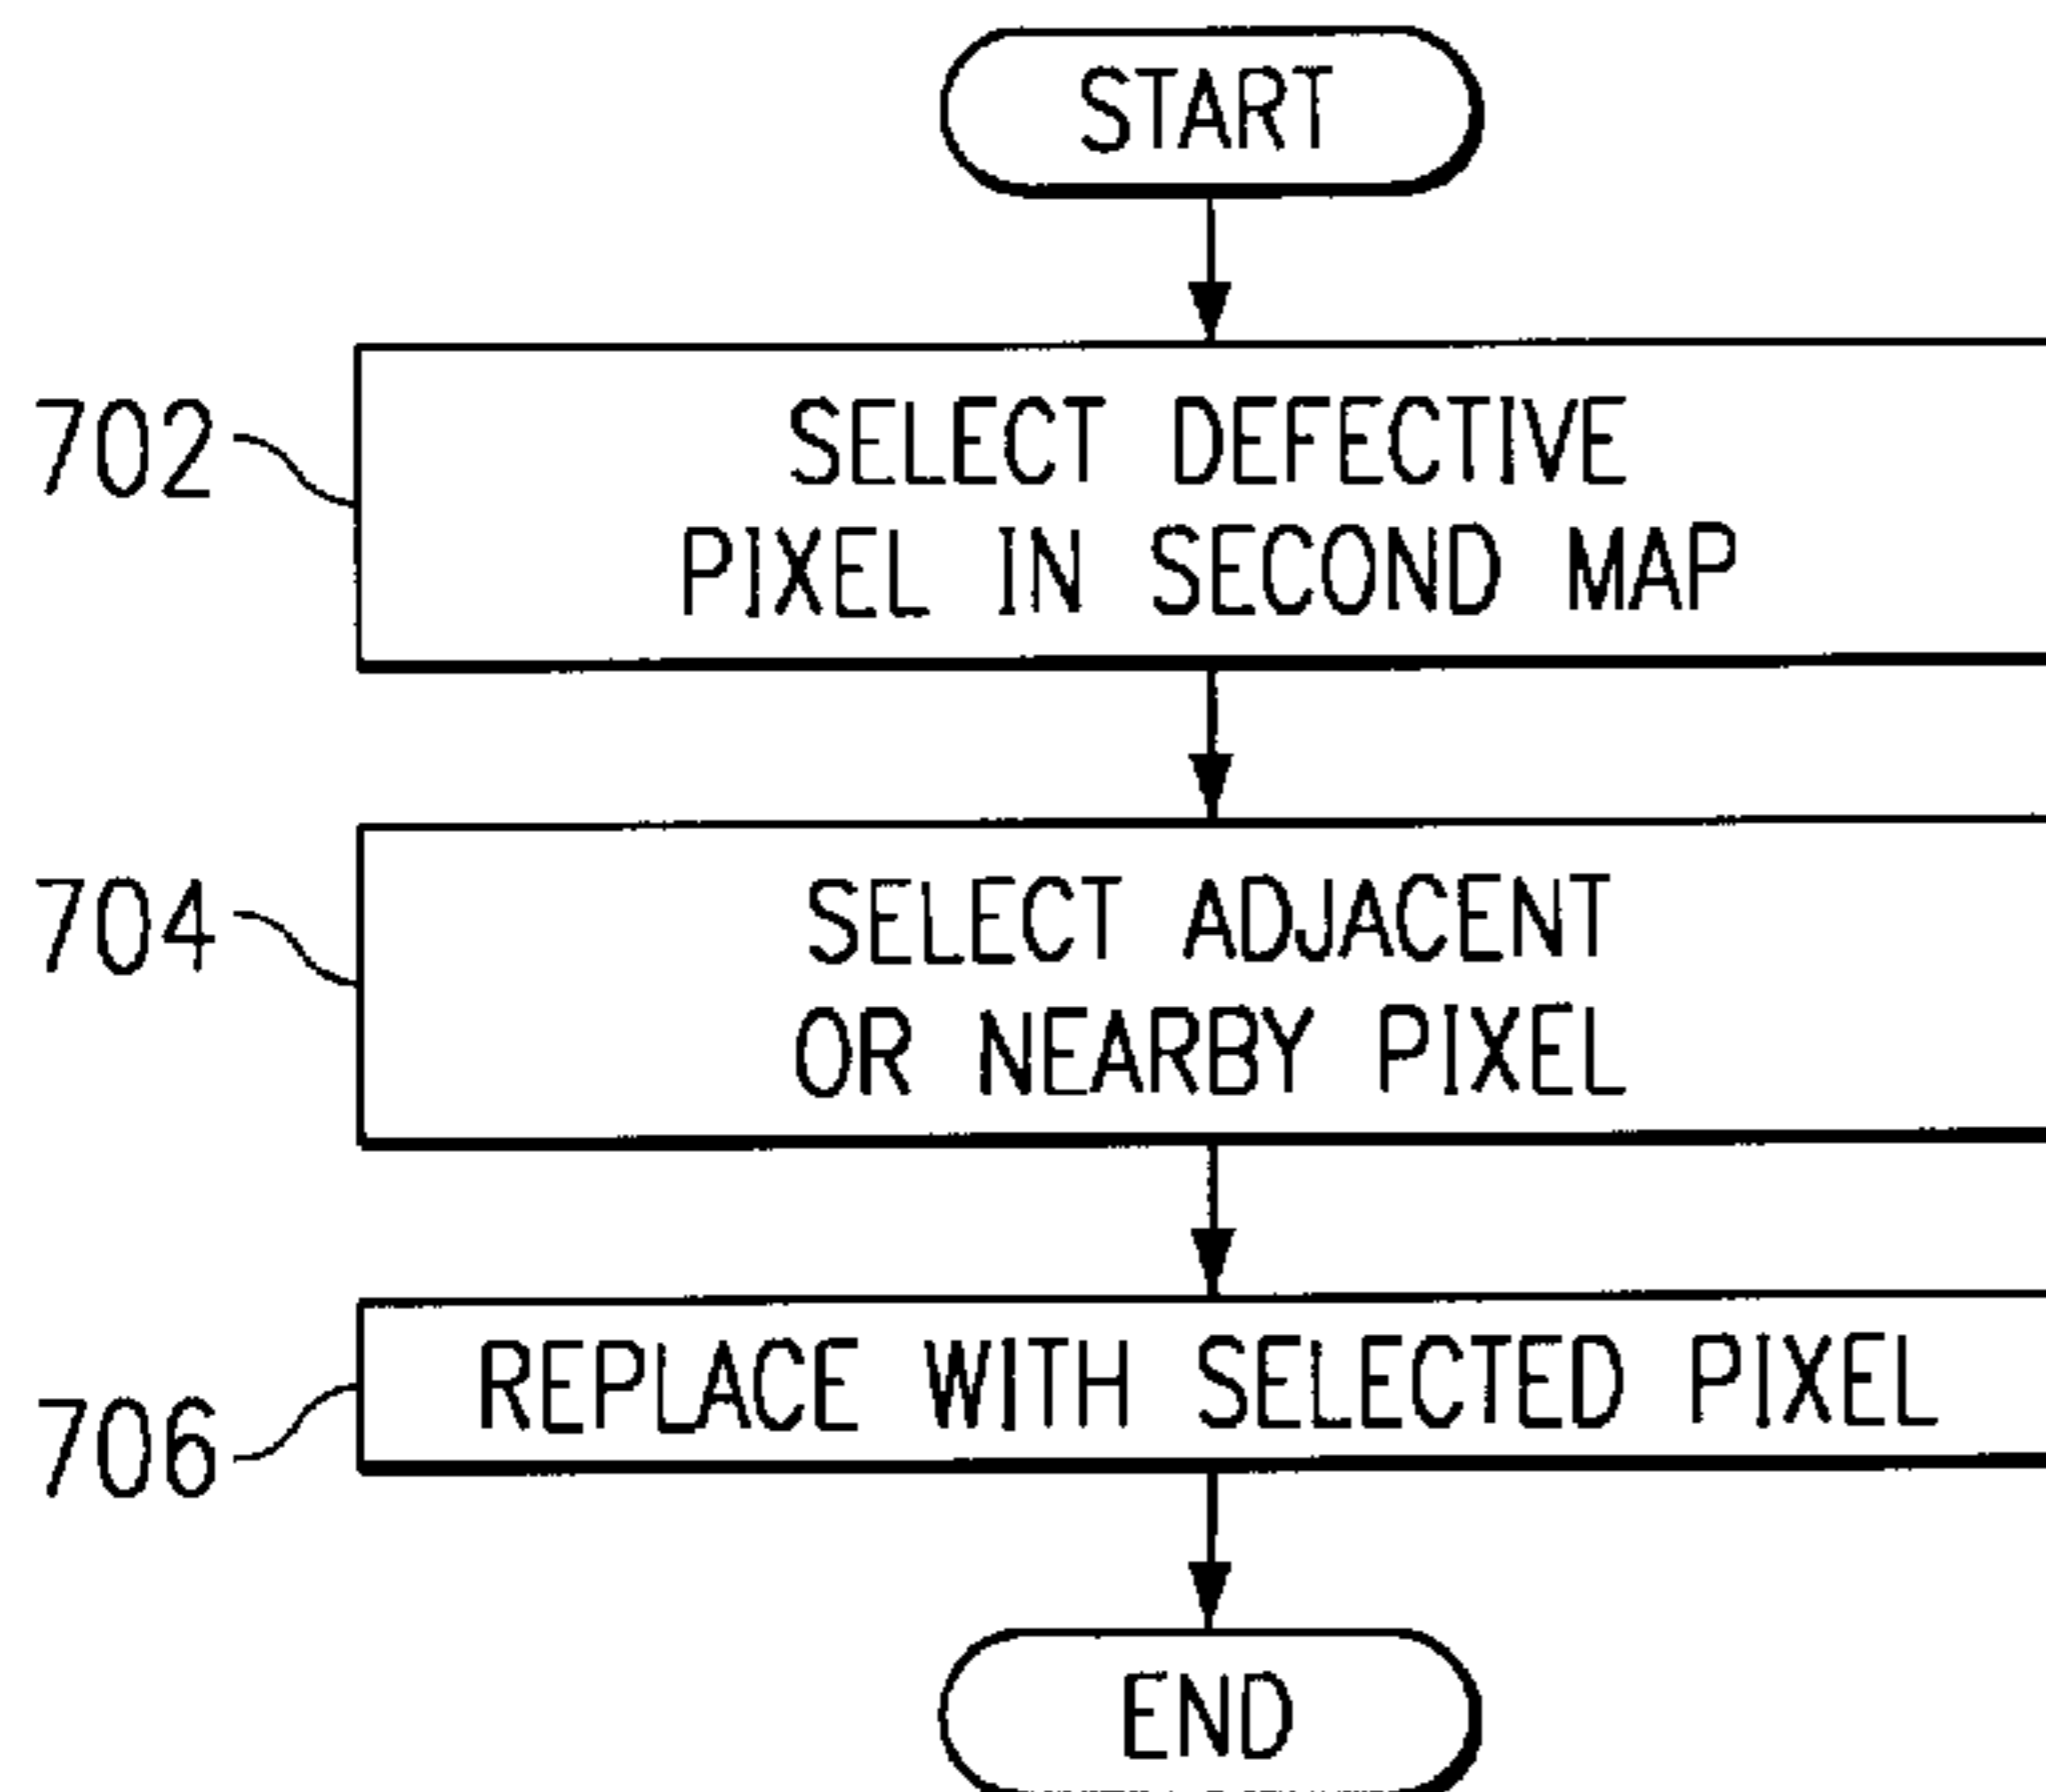 START
702
SELECT DEFECTIVE
PIXEL IN SECOND MAP
704
SELECT ADJACENT
OR NEARBY PIXEL
706
REPLACE WITH SELECTED PIXEL
END